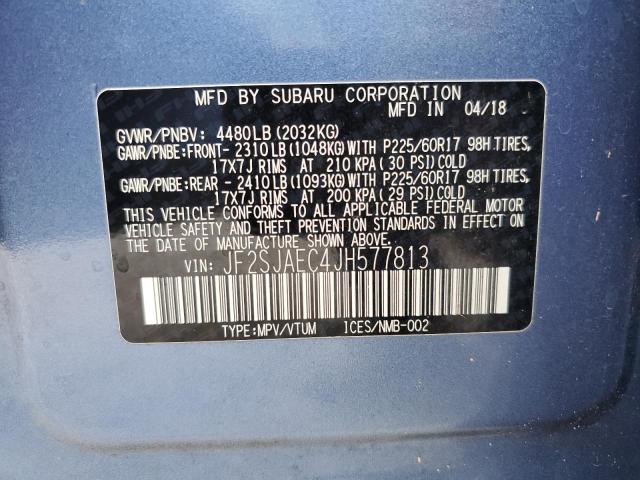 MFD BY SUBARU CORPORATION
MFD IN 04/18
GVWR/PNBV: 4480LB (2032KG)
GAWR/PNBE:FRONT- 2310LB(1048KG)WITH P225/60R17 98H TIRES,
17X7J RIMS AT 210 KPA(30 PSI)COLD
GAWR/PNBE:REAR - 2410LB(1093KG)WITH P225/60R17 98H TIRES,
17X7J RIMS AT 200 KPA(29 PSI)COLD
THIS VEHICLE CONFORMS TO ALL APPLICABLE FEDERAL MOTOR
VEHICLE SAFETY AND THEFT PREVENTION STANDARDS IN EFFECT ON
THE DATE OF MANUFACTURE SHOWN ABOVE.
VIN: JF2SJAEC4JH577813
TYPE:MPV/VTUM ICES/NMB-002